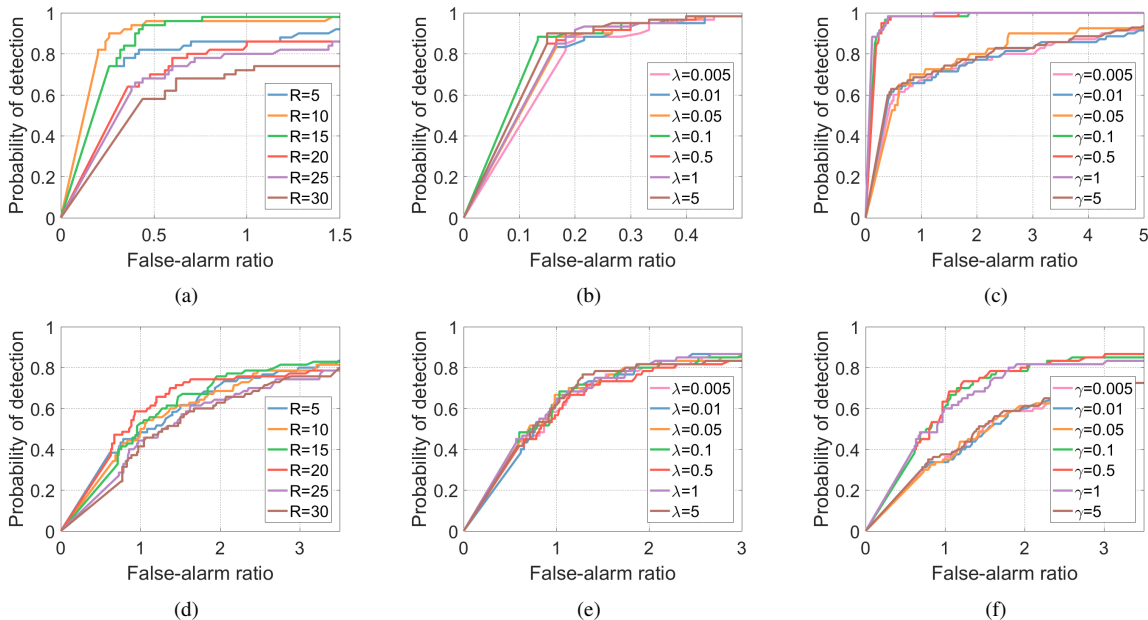 Probability of detection
1
0.8
0.6
0.4
0.2
0
0
0.5
1
1.5
False-alarm ratio
R=5
R=10
R=15
R=20
R=25
R=30
(a)
Probability of detection
1
0.8
0.6
0.4
0.2
0
0
0.1
0.2
0.3
0.4
False-alarm ratio
λ=0.005
λ=0.01
λ=0.05
λ=0.1
λ=0.5
λ=1
λ=5
(b)
Probability of detection
1
0.8
0.6
0.4
0.2
0
0
1
2
3
4
5
False-alarm ratio
γ=0.005
γ=0.01
γ=0.05
γ=0.1
γ=0.5
γ=1
γ=5
(c)
Probability of detection
1
0.8
0.6
0.4
0.2
0
0
1
2
3
False-alarm ratio
R=5
R=10
R=15
R=20
R=25
R=30
(d)
Probability of detection
1
0.8
0.6
0.4
0.2
0
0
1
2
3
False-alarm ratio
λ=0.005
λ=0.01
λ=0.05
λ=0.1
λ=0.5
λ=1
λ=5
(e)
Probability of detection
1
0.8
0.6
0.4
0.2
0
0
1
2
3
False-alarm ratio
γ=0.005
γ=0.01
γ=0.05
γ=0.1
γ=0.5
γ=1
γ=5
(f)